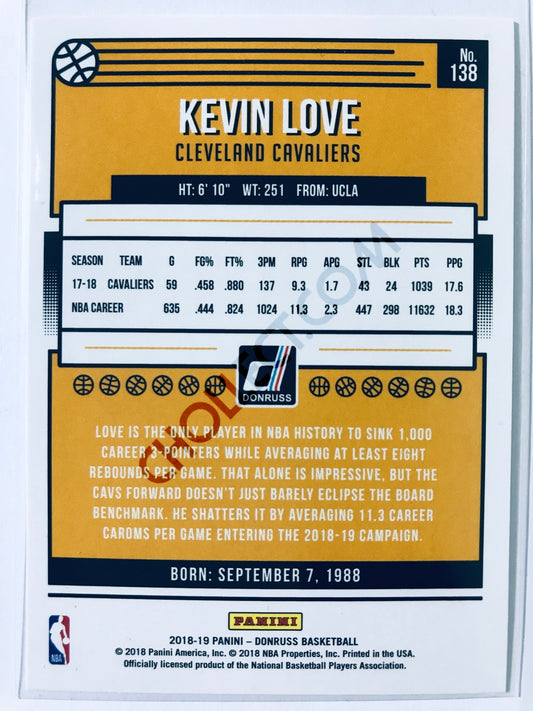 No.
138
KEVIN LOVE
CLEVELAND CAVALIERS
HT: 6' 10" WT: 251 FROM: UCLA
SEASON TEAM G FG% FT% 3PM RPG APG STL BLK PTS PPG
17-18 CAVALIERS 59 .458 .880 137 9.3 1.7 43 24 1039 17.6
NBA CAREER 635 .444 .824 1024 11.3 2.3 447 298 11632 18.3
DONRUSS
LOVE IS THE ONLY PLAYER IN NBA HISTORY TO SINK 1,000
CAREER 3-POINTERS WHILE AVERAGING AT LEAST EIGHT
REBOUNDS PER GAME. THAT ALONE IS IMPRESSIVE, BUT THE
CAVS FORWARD DOESN'T JUST BARELY ECLIPSE THE BOARD
BENCHMARK. HE SHATTERS IT BY AVERAGING 11.3 CAREER
CAROMS PER GAME ENTERING THE 2018-19 CAMPAIGN.
BORN: SEPTEMBER 7, 1988
PANINI
2018-19 PANINI – DONRUSS BASKETBALL
© 2018 Panini America, Inc. © 2018 NBA Properties, Inc. Printed in the USA.
Officially licensed product of the National Basketball Players Association.
NBA
CHOLLECT.COM